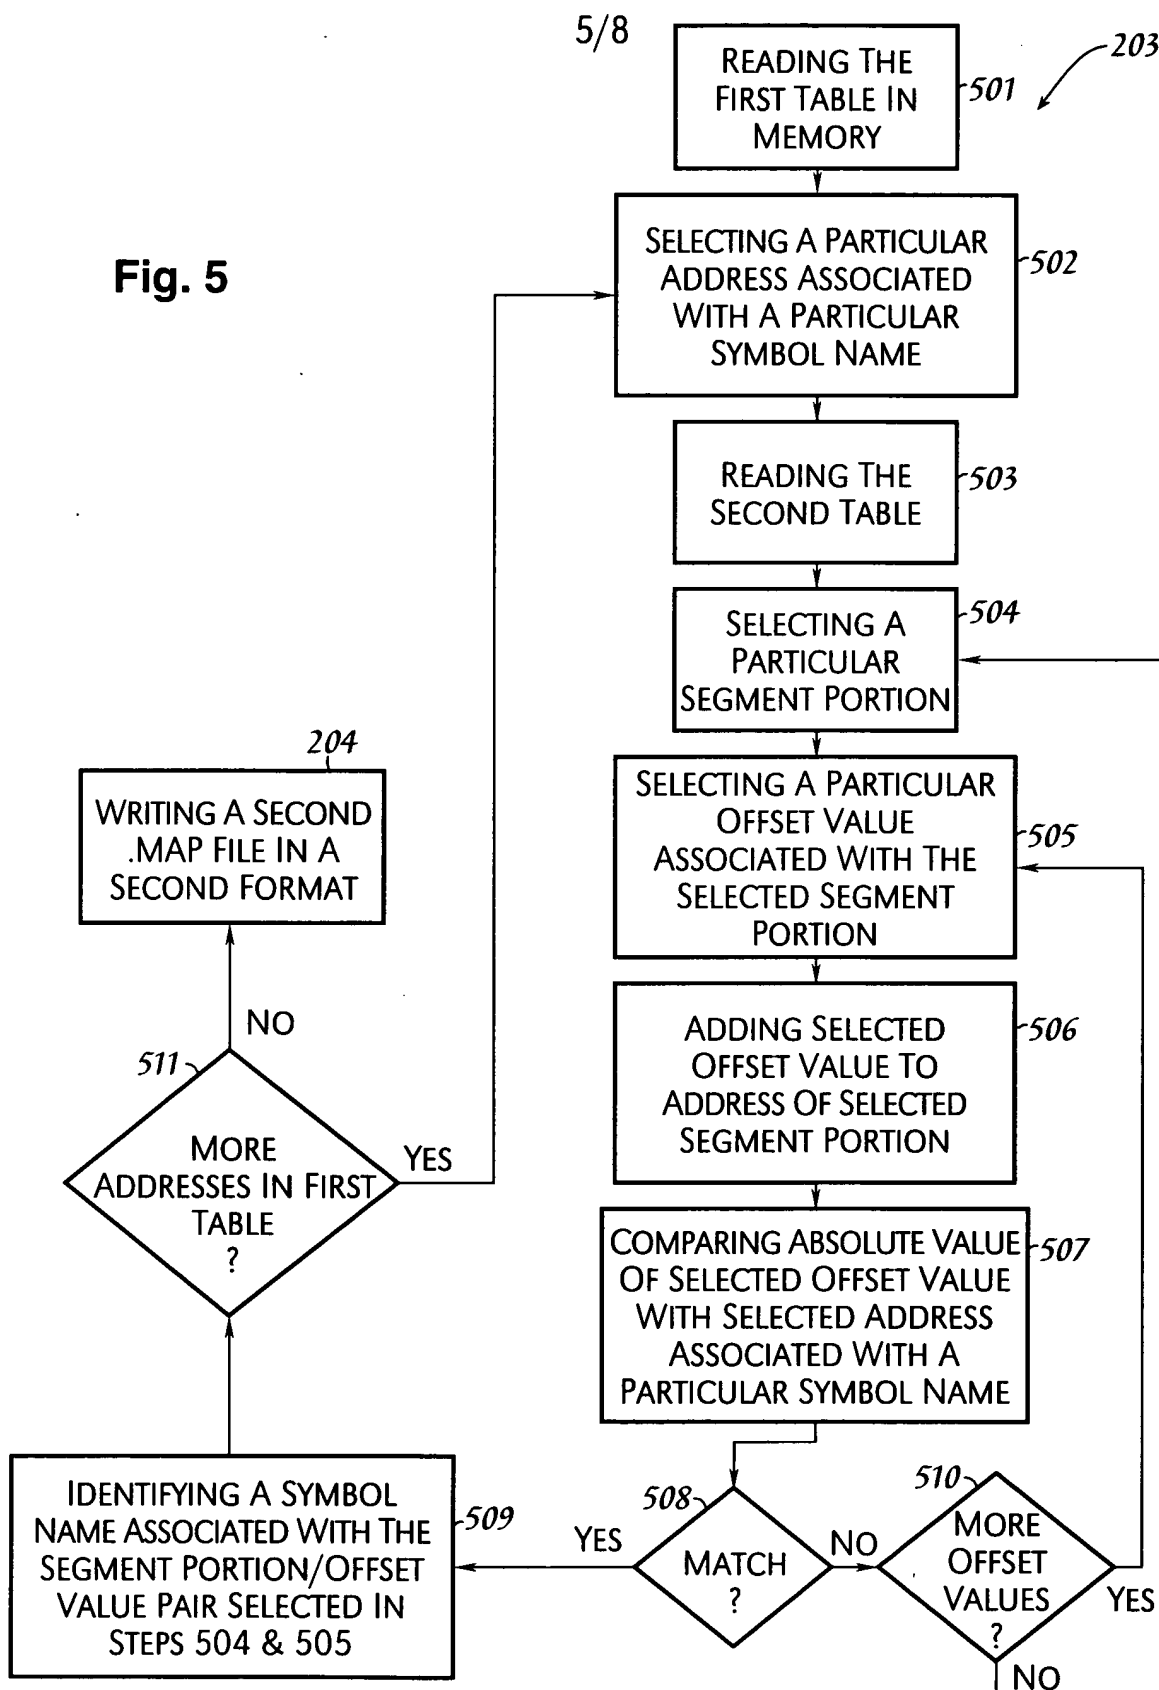 5/8
203
READING THE
FIRST TABLE IN
MEMORY
501
Fig. 5
SELECTING A PARTICULAR
ADDRESS ASSOCIATED
WITH A PARTICULAR
SYMBOL NAME
502
READING THE
SECOND TABLE
503
SELECTING A
PARTICULAR
SEGMENT PORTION
504
SELECTING A PARTICULAR
OFFSET VALUE
ASSOCIATED WITH THE
SELECTED SEGMENT
PORTION
505
ADDING SELECTED
OFFSET VALUE TO
ADDRESS OF SELECTED
SEGMENT PORTION
506
COMPARING ABSOLUTE VALUE
OF SELECTED OFFSET VALUE
WITH SELECTED ADDRESS
ASSOCIATED WITH A
PARTICULAR SYMBOL NAME
507
508
MATCH
?
YES
NO
510
MORE
OFFSET
VALUES
?
YES
NO
IDENTIFYING A SYMBOL
NAME ASSOCIATED WITH THE
SEGMENT PORTION/OFFSET
VALUE PAIR SELECTED IN
STEPS 504 & 505
509
511
MORE
ADDRESSES IN FIRST
TABLE
?
YES
NO
204
WRITING A SECOND
.MAP FILE IN A
SECOND FORMAT